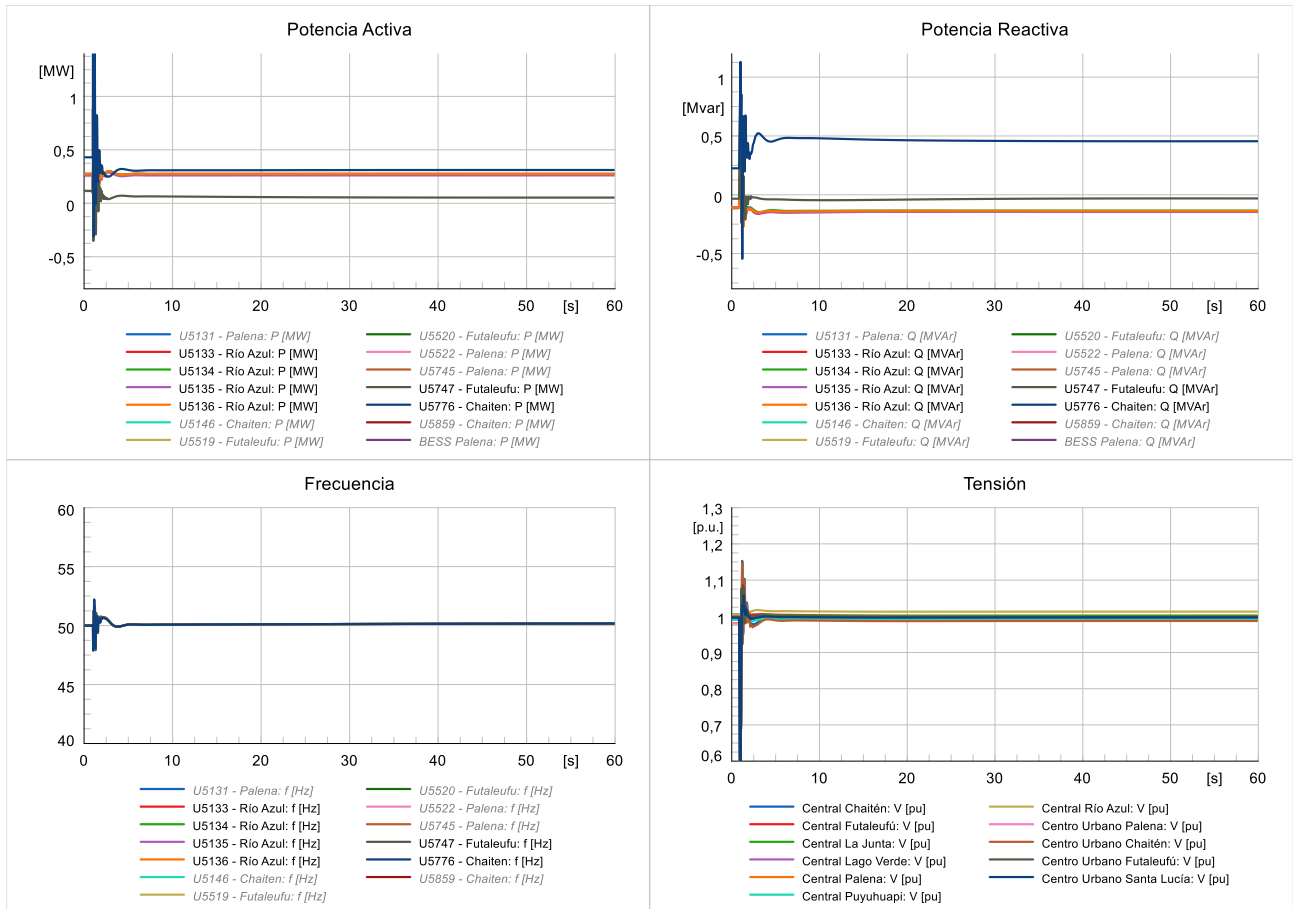 Potencia Activa
[MW]
1
0,5
0
-0,5
0 10 20 30 40 50 [s] 60
U5131 - Palena: P [MW] U5520 - Futaleufu: P [MW]
U5133 - Río Azul: P [MW] U5522 - Palena: P [MW]
U5134 - Río Azul: P [MW] U5745 - Palena: P [MW]
U5135 - Río Azul: P [MW] U5747 - Futaleufu: P [MW]
U5136 - Río Azul: P [MW] U5776 - Chaiten: P [MW]
U5146 - Chaiten: P [MW] U5859 - Chaiten: P [MW]
U5519 - Futaleufu: P [MW] BESS Palena: P [MW]
Potencia Reactiva
1
[Mvar]
0,5
0
-0,5
0 10 20 30 40 50 [s] 60
U5131 - Palena: Q [MVAr] U5520 - Futaleufu: Q [MVAr]
U5133 - Río Azul: Q [MVAr] U5522 - Palena: Q [MVAr]
U5134 - Río Azul: Q [MVAr] U5745 - Palena: Q [MVAr]
U5135 - Río Azul: Q [MVAr] U5747 - Futaleufu: Q [MVAr]
U5136 - Río Azul: Q [MVAr] U5776 - Chaiten: Q [MVAr]
U5146 - Chaiten: Q [MVAr] U5859 - Chaiten: Q [MVAr]
U5519 - Futaleufu: Q [MVAr] BESS Palena: Q [MVAr]
Frecuencia
60
55
50
45
40
0 10 20 30 40 50 [s] 60
U5131 - Palena: f [Hz] U5520 - Futaleufu: f [Hz]
U5133 - Río Azul: f [Hz] U5522 - Palena: f [Hz]
U5134 - Río Azul: f [Hz] U5745 - Palena: f [Hz]
U5135 - Río Azul: f [Hz] U5747 - Futaleufu: f [Hz]
U5136 - Río Azul: f [Hz] U5776 - Chaiten: f [Hz]
U5146 - Chaiten: f [Hz] U5859 - Chaiten: f [Hz]
U5519 - Futaleufu: f [Hz]
Tensión
1,3
[p.u.]
1,2
1,1
1
0,9
0,8
0,7
0,6
0 10 20 30 40 50 [s] 60
Central Chaitén: V [pu] Central Río Azul: V [pu]
Central Futaleufú: V [pu] Centro Urbano Palena: V [pu]
Central La Junta: V [pu] Centro Urbano Chaitén: V [pu]
Central Lago Verde: V [pu] Centro Urbano Futaleufú: V [pu]
Central Palena: V [pu] Centro Urbano Santa Lucía: V [pu]
Central Puyuhuapi: V [pu]